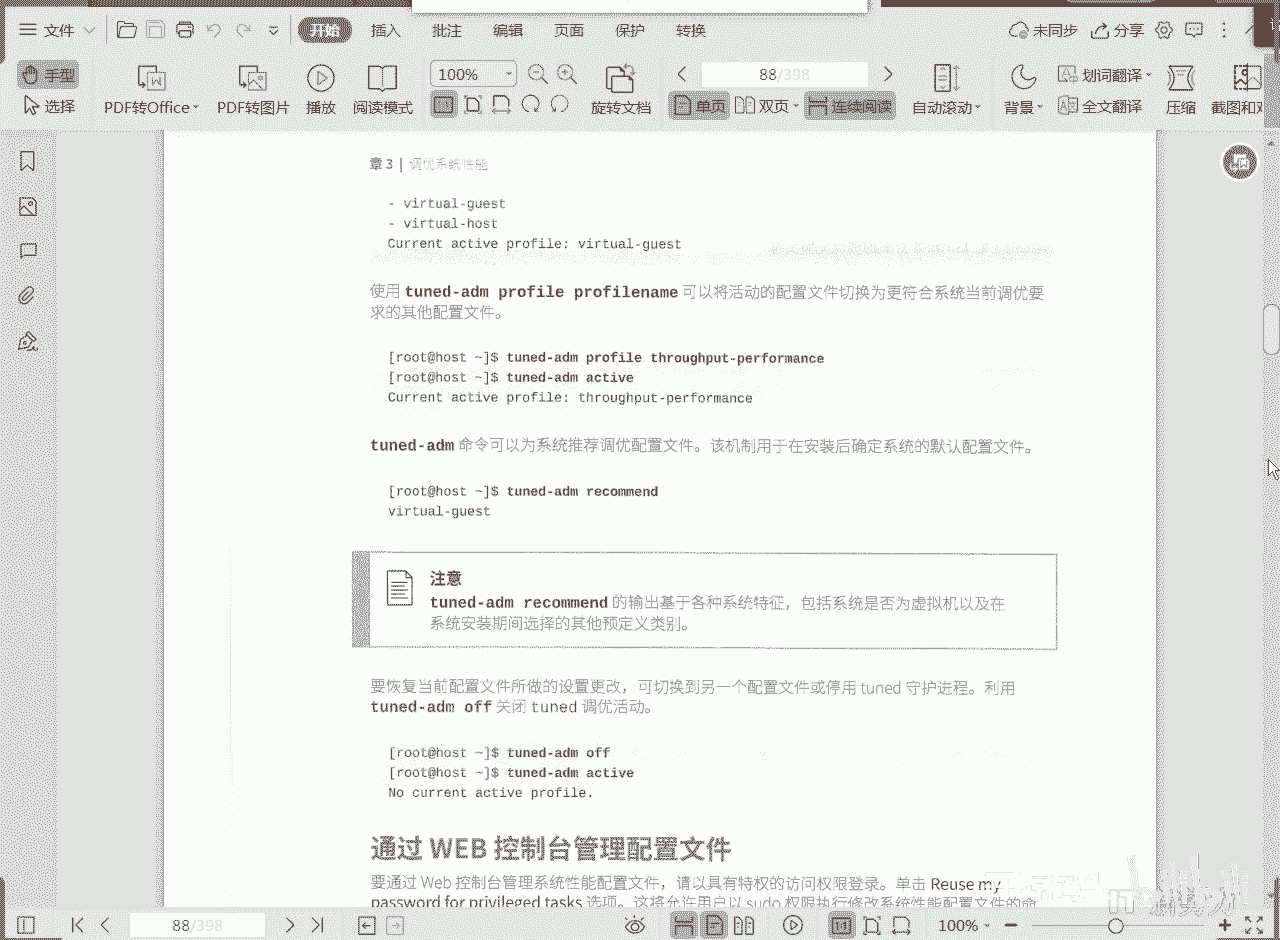 文件
开始
插入
批注
编辑
页面
保护
转换
未同步
分享
手型
选择
PDF转Office
PDF转图片
播放
阅读模式
100%
旋转文档
88/398
单页
双页
连续阅读
自动滚动
背景
划词翻译
全文翻译
压缩
截图和对
章 3 | 调优系统性能
- virtual-guest
- virtual-host
Current active profile: virtual-guest
使用 tuned-adm profile profilename 可以将活动的配置文件切换为更符合系统当前调优要
求的其他配置文件。
[root@host ~]$ tuned-adm profile throughput-performance
[root@host ~]$ tuned-adm active
Current active profile: throughput-performance
tuned-adm 命令可以为系统推荐调优配置文件。该机制用于在安装后确定系统的默认配置文件。
[root@host ~]$ tuned-adm recommend
virtual-guest
注意
tuned-adm recommend 的输出基于各种系统特征，包括系统是否为虚拟机以及在
系统安装期间选择的其他预定义类别。
要恢复当前配置文件所做的设置更改，可切换到另一个配置文件或停用 tuned 守护进程。利用
tuned-adm off 关闭 tuned 调优活动。
[root@host ~]$ tuned-adm off
[root@host ~]$ tuned-adm active
No current active profile.
通过 WEB 控制台管理配置文件
要通过 Web 控制台管理系统性能配置文件，请以具有特权的访问权限登录。单击 Reuse my
password for privileged tasks 选项。这将允许用户以 sudo 权限执行修改系统性能配置文件的命
88/398
1:1
100%